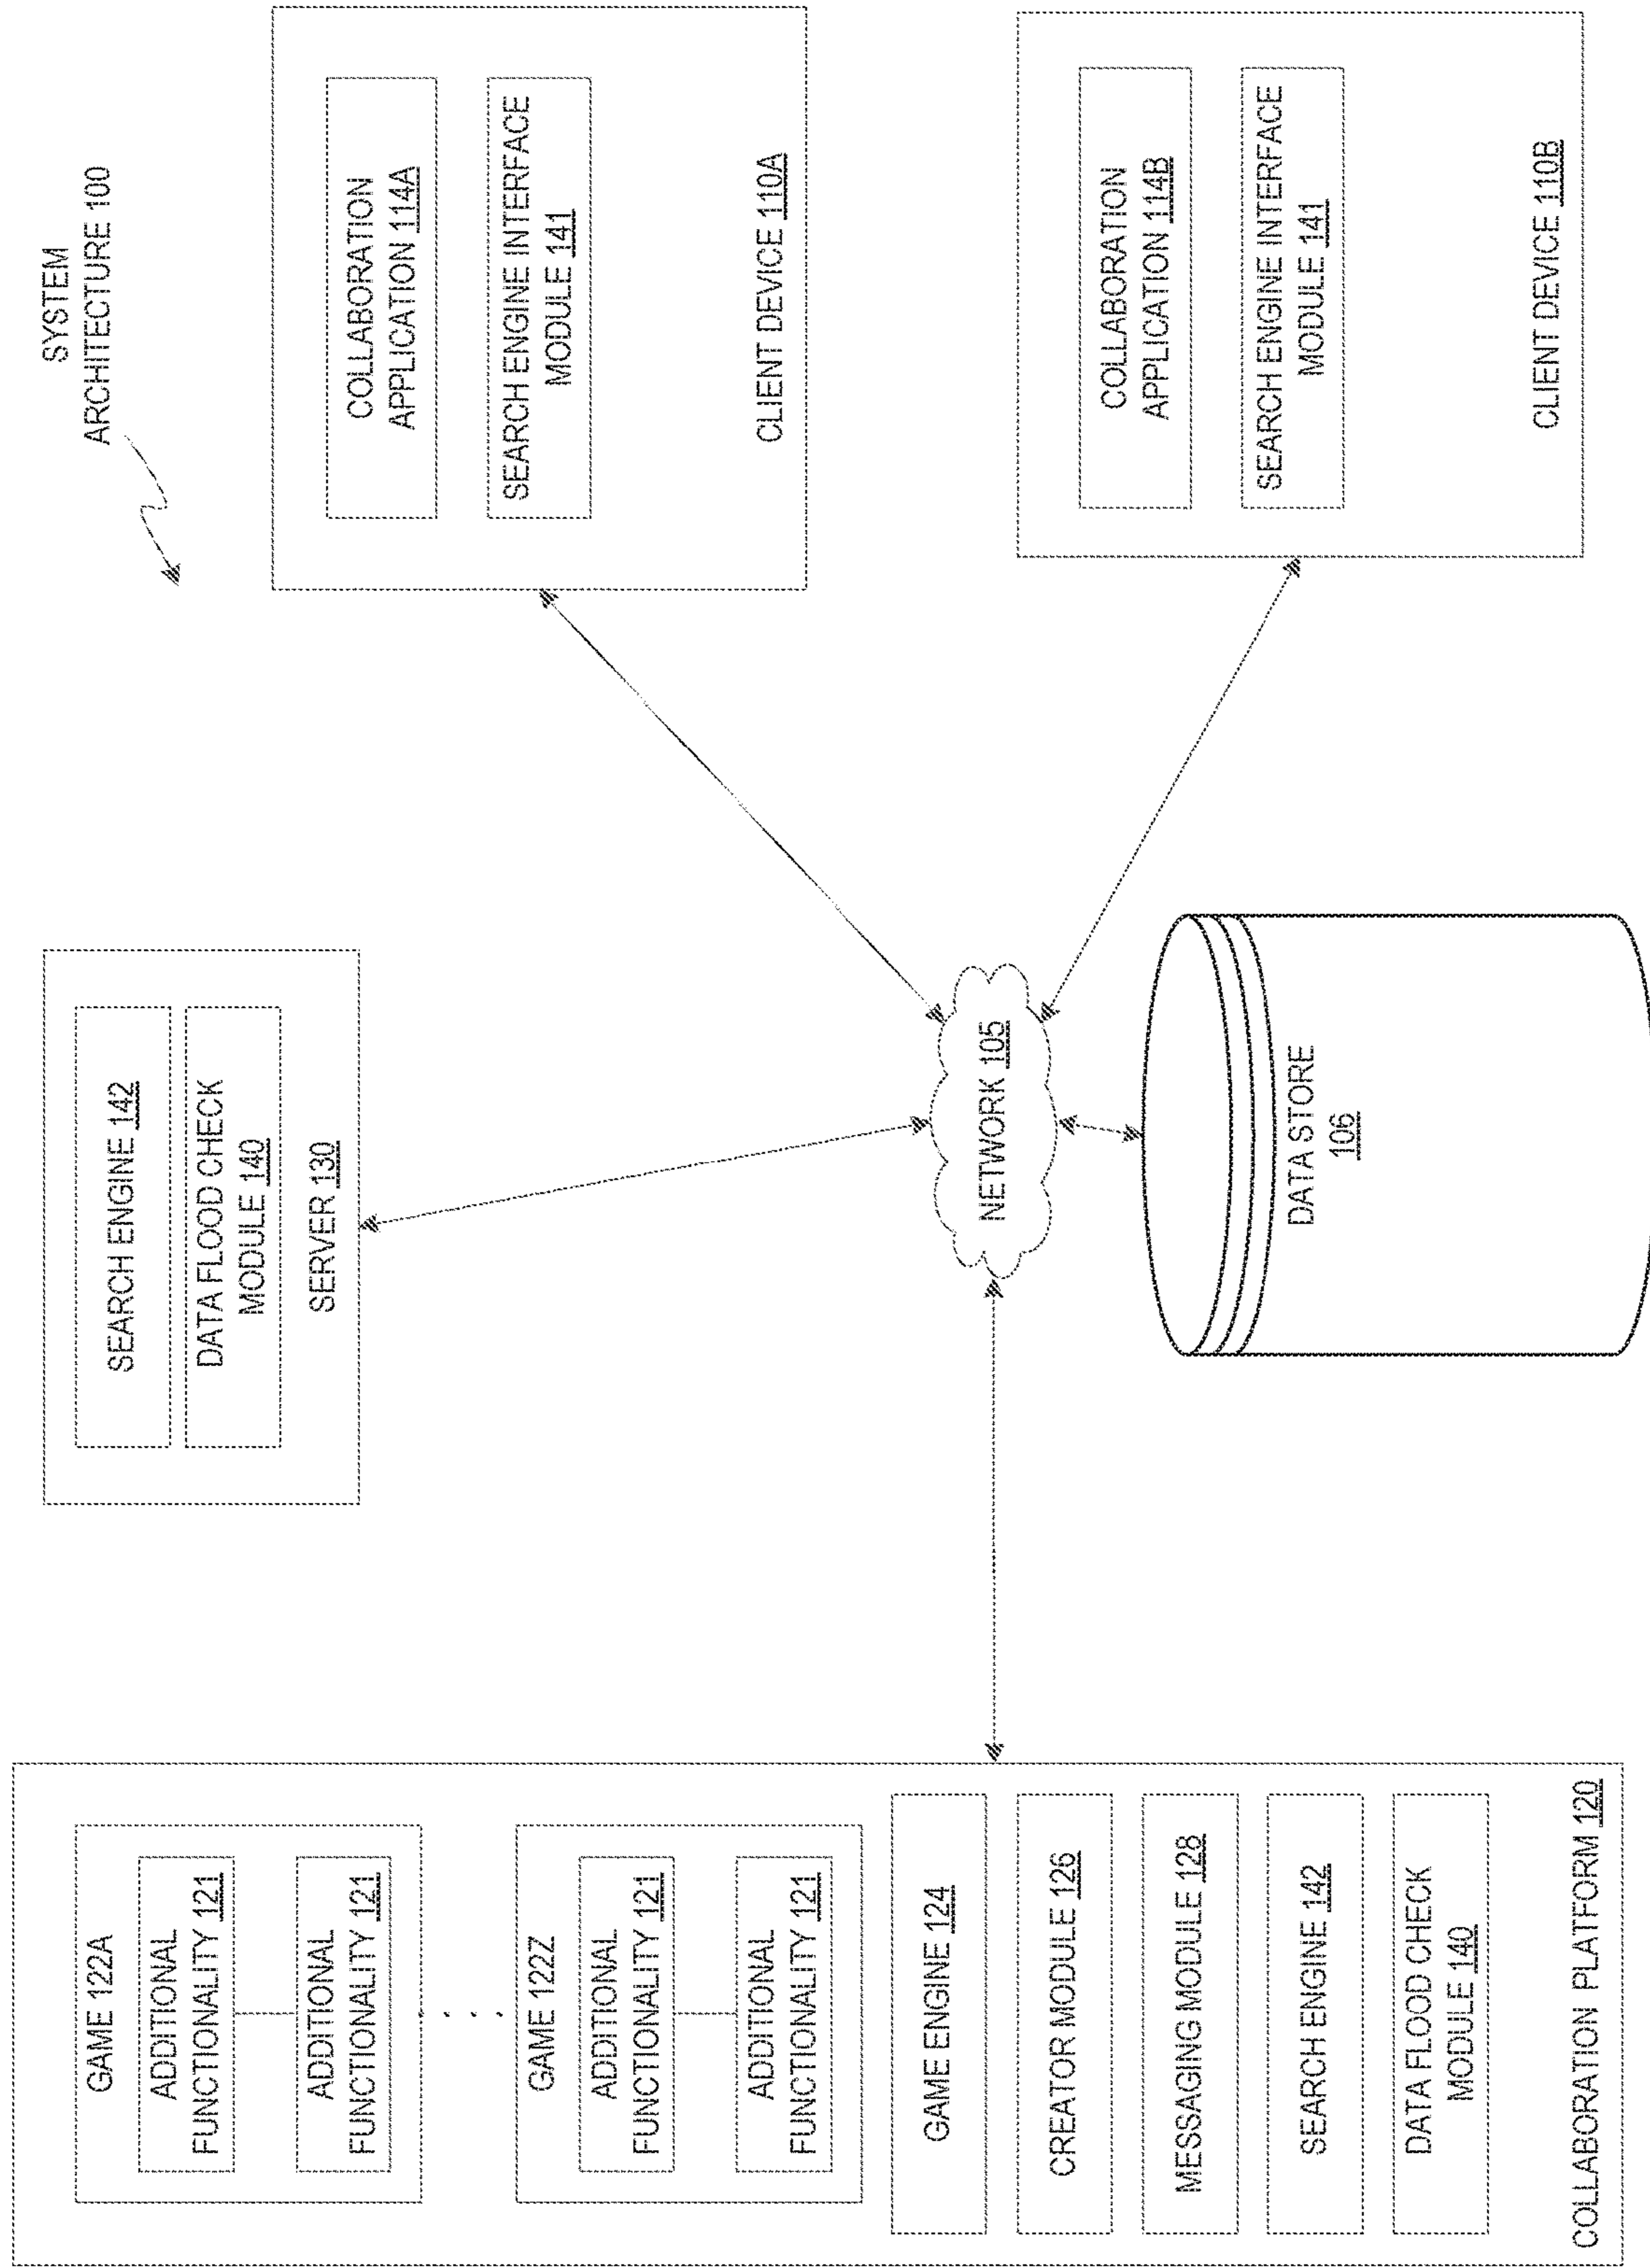 SYSTEM
ARCHITECTURE 100
GAME 122A
ADDITIONAL
FUNCTIONALITY 121
ADDITIONAL
FUNCTIONALITY 121
. . .
GAME 122Z
ADDITIONAL
FUNCTIONALITY 121
ADDITIONAL
FUNCTIONALITY 121
GAME ENGINE 124
CREATOR MODULE 126
MESSAGING MODULE 128
SEARCH ENGINE 142
DATA FLOOD CHECK
MODULE 140
COLLABORATION PLATFORM 120
SEARCH ENGINE 142
DATA FLOOD CHECK
MODULE 140
SERVER 130
NETWORK 105
DATA STORE
106
COLLABORATION
APPLICATION 114A
SEARCH ENGINE INTERFACE
MODULE 141
CLIENT DEVICE 110A
COLLABORATION
APPLICATION 114B
SEARCH ENGINE INTERFACE
MODULE 141
CLIENT DEVICE 110B